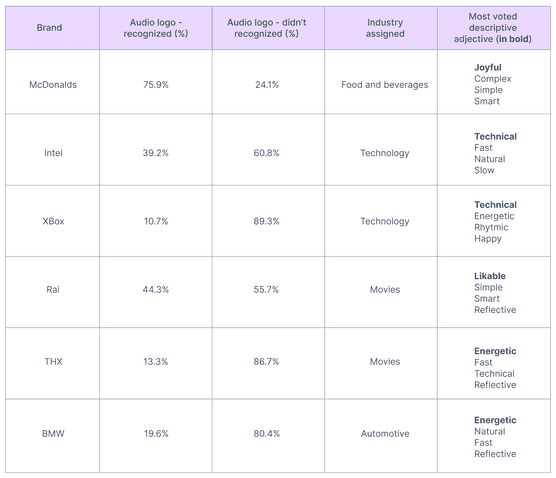 Brand
Audio logo -
recognized (%)
Audio logo - didn't
recognized (%)
Industry
assigned
Most voted
descriptive
adjective (in bold)
McDonalds
75.9%
24.1%
Food and beverages
Joyful
Complex
Simple
Smart
Intel
39.2%
60.8%
Technology
Technical
Fast
Natural
Slow
XBox
10.7%
89.3%
Technology
Technical
Energetic
Rhytmic
Happy
Rai
44.3%
55.7%
Movies
Likable
Simple
Smart
Reflective
THX
13.3%
86.7%
Movies
Energetic
Fast
Technical
Reflective
BMW
19.6%
80.4%
Automotive
Energetic
Natural
Fast
Reflective